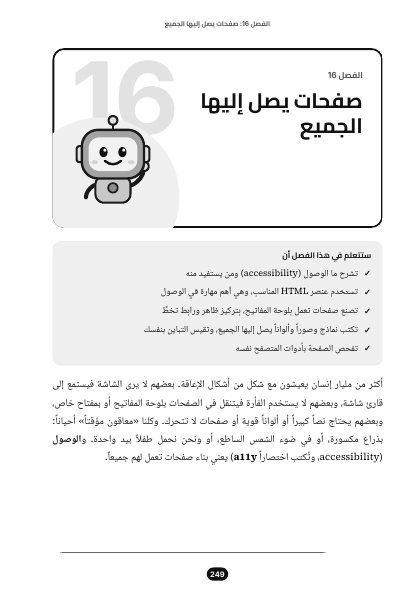 الفصل 16: صفحات يصل إليها الجميع
16
الفصل 16
صفحات يصل إليها
الجميع
ستتعلم في هذا الفصل أن
✓ تشرح ما الوصول (accessibility) ومن يستفيد منه
✓ تستخدم عنصر HTML المناسب، وهي أهم مهارة في الوصول
✓ تصنع صفحات تعمل بلوحة المفاتيح، بتركيز ظاهر ورابط تخطٍّ
✓ تكتب نماذج وصوراً وألواناً يصل إليها الجميع، وتقيس التباين بنفسك
✓ تفحص الصفحة بأدوات المتصفح نفسه
أكثر من مليار إنسان يعيشون مع شكل من أشكال الإعاقة. بعضهم لا يرى الشاشة فيستمع إلى
قارئ شاشة، وبعضهم لا يستخدم الفأرة فيتنقل في الصفحات بلوحة المفاتيح أو بمفتاح خاص،
وبعضهم يحتاج نصاً كبيراً أو ألواناً قوية أو صفحات لا تتحرك. وكلنا «معاقون مؤقتاً» أحياناً:
بذراع مكسورة، أو في ضوء الشمس الساطع، أو ونحن نحمل طفلاً بيد واحدة. والوصول
(accessibility، وتُكتب اختصاراً a11y) يعني بناء صفحات تعمل لهم جميعاً.
249